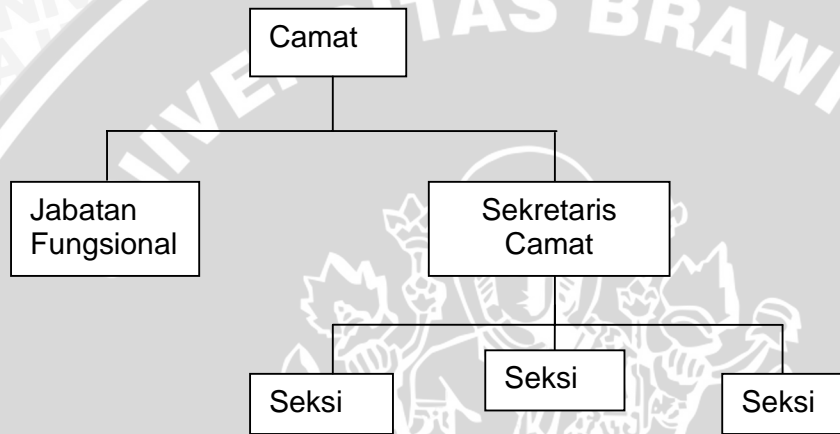 Camat
Jabatan
Fungsional
Sekretaris
Camat
Seksi
Seksi
Seksi